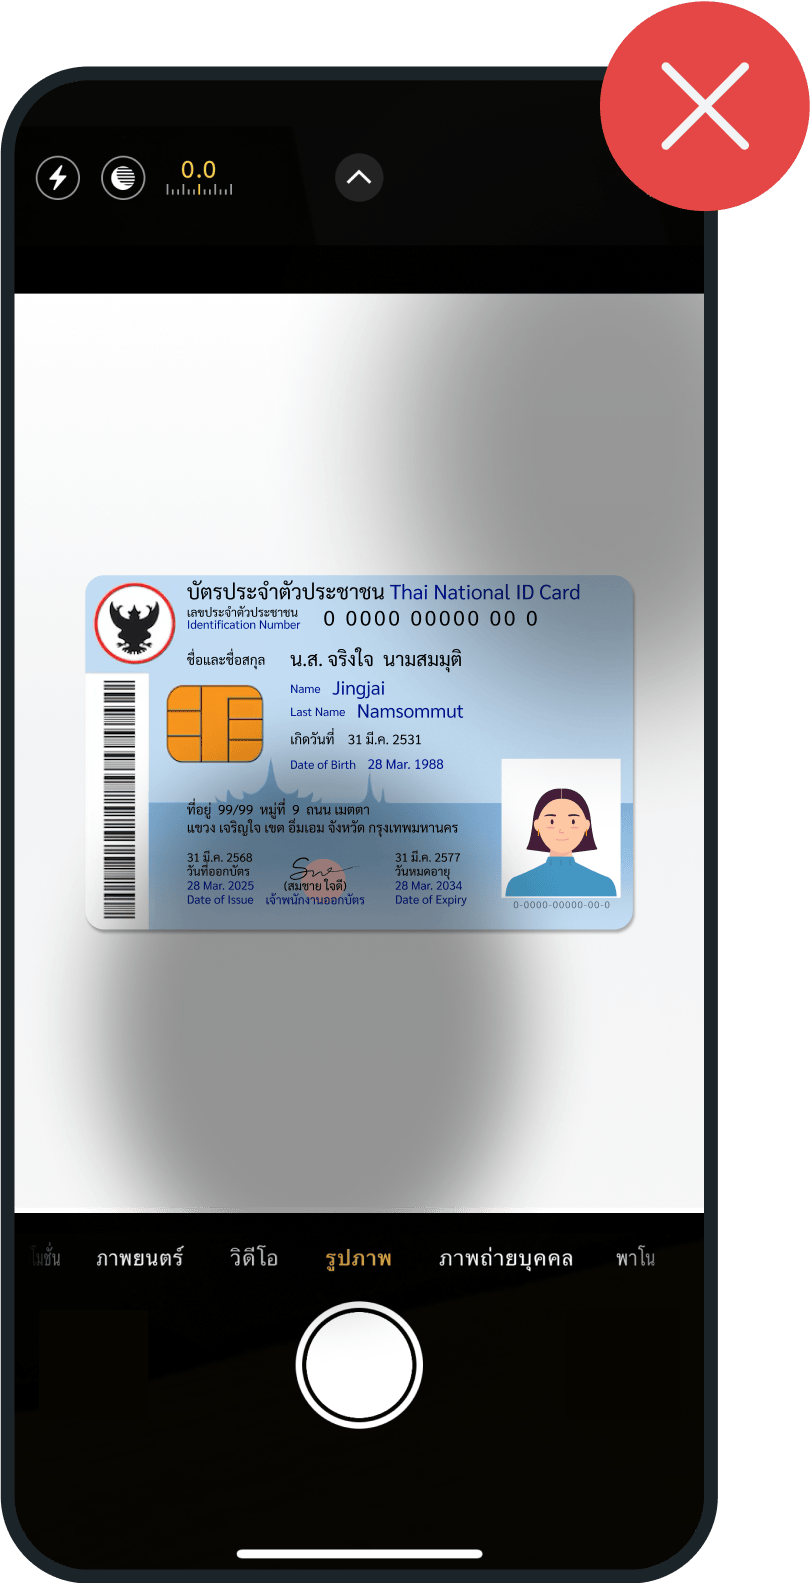 0.0
บัตรประจำตัวประชาชน Thai National ID Card
เลขประจำตัวประชาชน
Identification Number
0 0000 00000 00 0
ชื่อและชื่อสกุล น.ส. จริงใจ นามสมมุติ
Name Jingjai
Last Name Namsommut
เกิดวันที่ 31 มี.ค. 2531
Date of Birth 28 Mar. 1988
ที่อยู่ 99/99 หมู่ที่ 9 ถนน เมตตา
แขวง เจริญใจ เขต อิ่มเอม จังหวัด กรุงเทพมหานคร
31 มี.ค. 2568
วันที่ออกบัตร
28 Mar. 2025
Date of Issue
(สมชาย ใจดี)
เจ้าพนักงานออกบัตร
31 มี.ค. 2577
วันหมดอายุ
28 Mar. 2034
Date of Expiry
0-0000-00000-00-0
โมชั่น ภาพยนตร์ วิดีโอ รูปภาพ ภาพถ่ายบุคคล พาโน